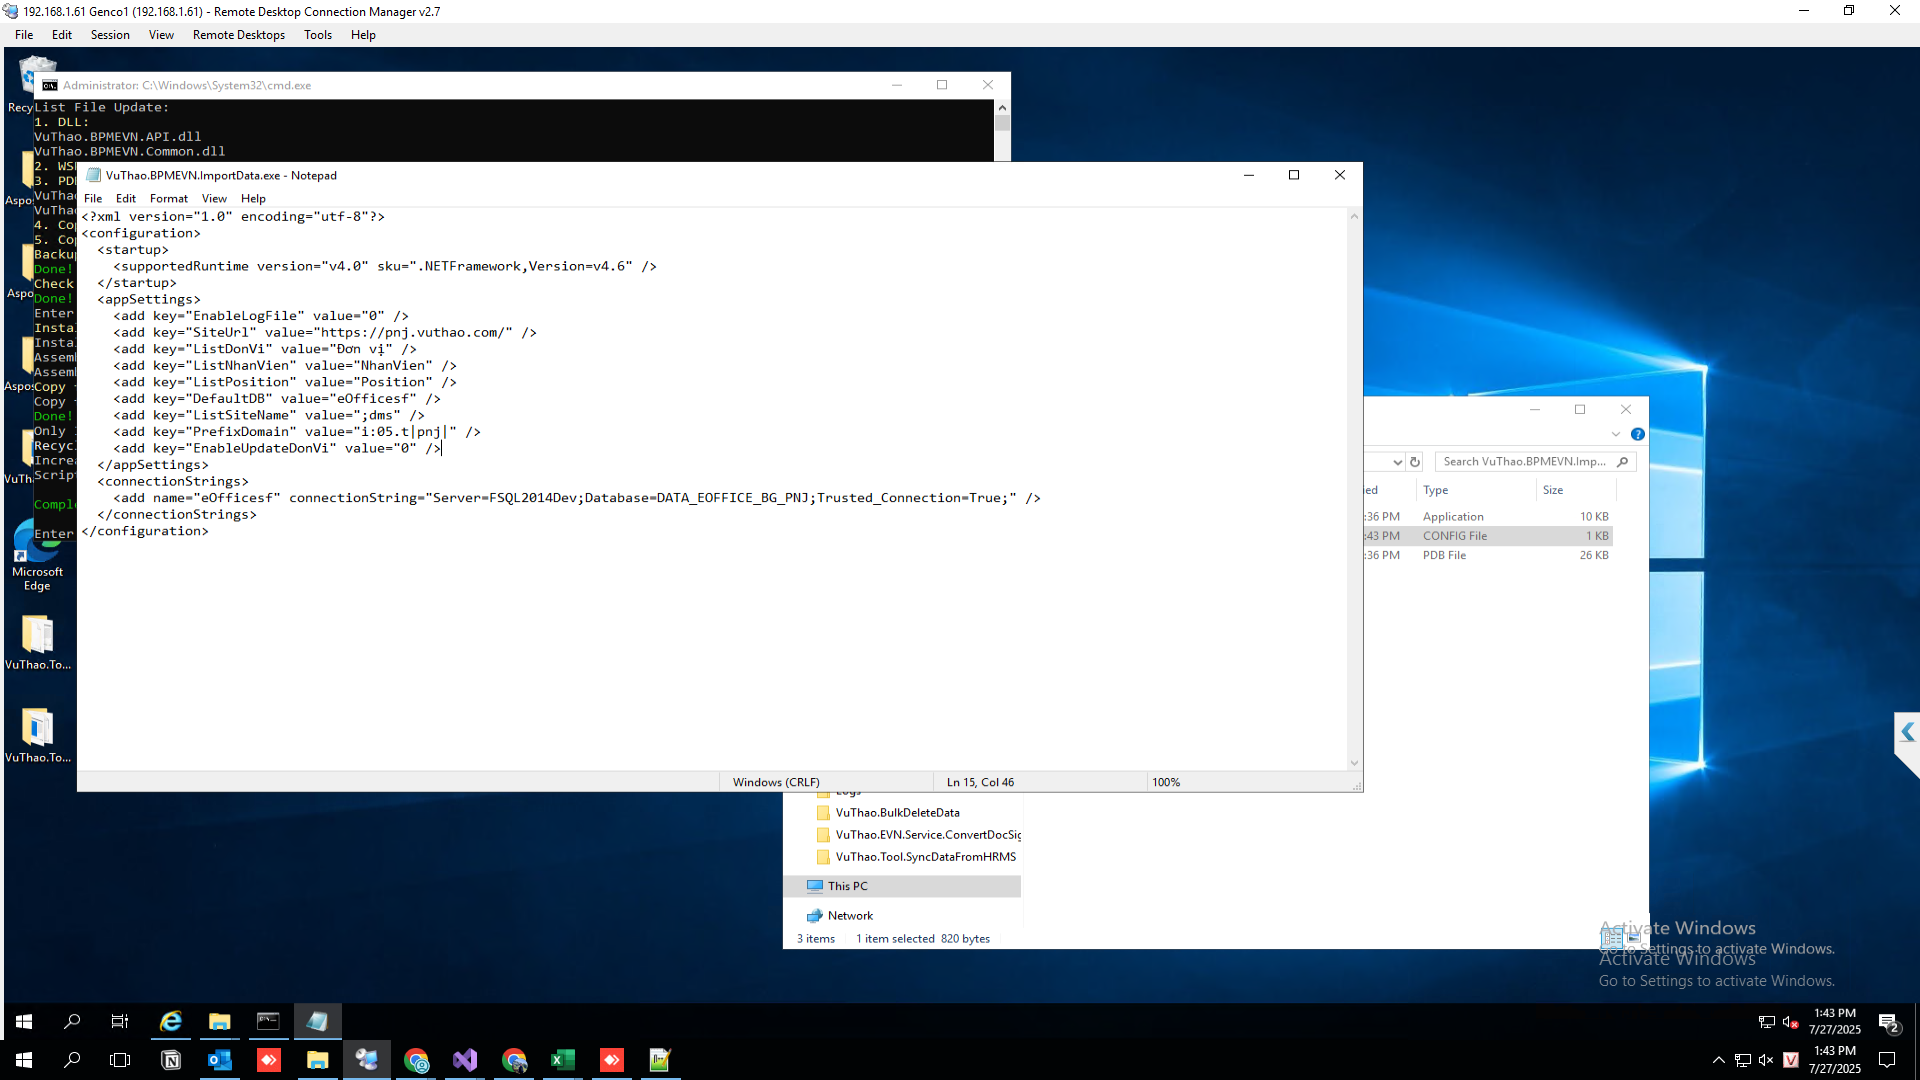 192.168.1.61 Genco1 (192.168.1.61) - Remote Desktop Connection Manager v2.7
File Edit Session View Remote Desktops Tools Help
Administrator: C:\Windows\System32\cmd.exe
List File Update:
1. DLL:
VuThao.BPMEVN.API.dll
VuThao.BPMEVN.Common.dll
VuThao.BPMEVN.ImportData.exe - Notepad
File Edit Format View Help
<?xml version="1.0" encoding="utf-8"?>
<configuration>
<startup>
<supportedRuntime version="v4.0" sku=".NETFramework,Version=v4.6" />
</startup>
<appSettings>
<add key="EnableLogFile" value="0" />
<add key="SiteUrl" value="https://pnj.vuthao.com/" />
<add key="ListDonVi" value="Đơn vị" />
<add key="ListNhanVien" value="NhanVien" />
<add key="ListPosition" value="Position" />
<add key="DefaultDB" value="eOfficesf" />
<add key="ListSiteName" value=";dms" />
<add key="PrefixDomain" value="i:05.t|pnj|" />
<add key="EnableUpdateDonVi" value="0" />
</appSettings>
<connectionStrings>
<add name="eOfficesf" connectionString="Server=FSQL2014Dev;Database=DATA_EOFFICE_BG_PNJ;Trusted_Connection=True;" />
</connectionStrings>
</configuration>
Windows (CRLF) Ln 15, Col 46 100%
2. WS
3. PD
VuThao
4. Co
5. Co
Backup
Done!
Check
Done!
Enter
Insta
Insta
Assem
Assem
Copy
Copy
Done!
Only
Recyc
Increa
Script
Comple
Enter
Recy
Aspo
Aspo
Aspo
VuTh
Microsoft
Edge
VuThao.To...
VuThao.To...
Search VuThao.BPMEVN.Imp...
ied Type Size
:36 PM Application 10 KB
:43 PM CONFIG File 1 KB
:36 PM PDB File 26 KB
Logs
VuThao.BulkDeleteData
VuThao.EVN.Service.ConvertDocSig
VuThao.Tool.SyncDataFromHRMS
This PC
Network
3 items 1 item selected 820 bytes
Activate Windows
Go to Settings to activate Windows.
Activate Windows
Go to Settings to activate Windows.
1:43 PM
7/27/2025
2
1:43 PM
7/27/2025